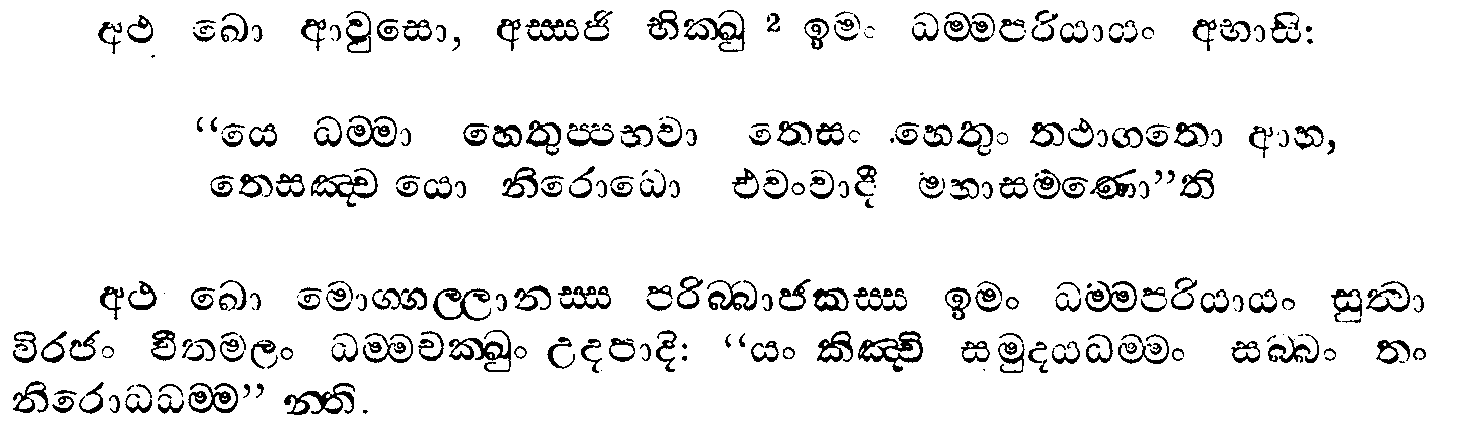 අථ ඛො ආවුසො, අස්සජි භික්ඛු 2 ඉමං ධම්මපරියායං අභාසි:
“යෙ ධම්මා හෙතුප්පභවා තෙසං හෙතුං තථාගතො ආහ,
තෙසඤ්ච යො නිරොධො එවංවාදී මහාසමණො”ති
අථ ඛො මොග්ගල්ලානස්ස පරිබ්බාජකස්ස ඉමං ධම්මපරියායං සුත්වා
විරජං වීතමලං ධම්මචක්ඛුං උදපාදි: “යං කිඤ්චි සමුදයධම්මං සබ්බං තං
නිරොධධම්ම” න්ති.